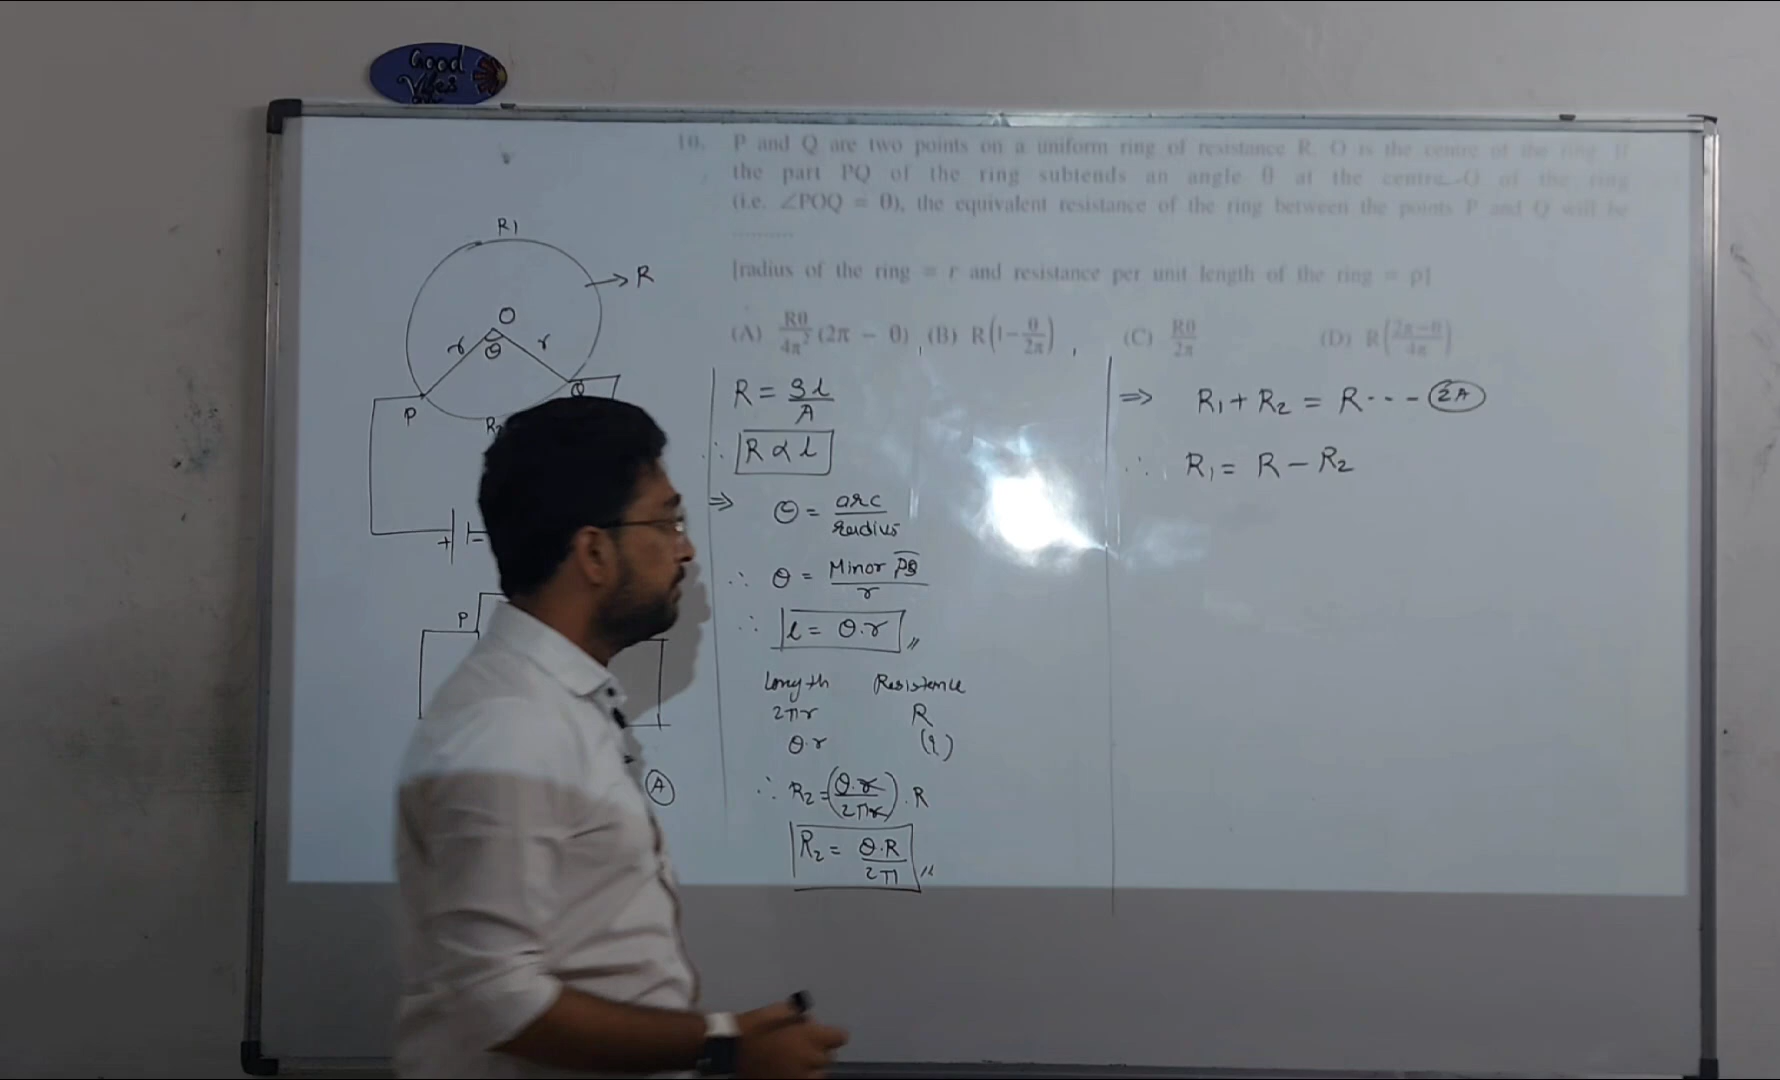 Good
Vibes
10. P and Q are two points on a uniform ring of resistance R. O is the centre of the ring. If
the part PQ of the ring subtends an angle θ at the centre O of the ring
(i.e. ∠POQ = θ), the equivalent resistance of the ring between the points P and Q will be
..........
[radius of the ring = r and resistance per unit length of the ring = ρ]
(A) Rθ/4π² (2π − θ) (B) R(1−θ/2π) (C) Rθ/2π (D) R(2π−θ/4π)
R1
R
O
r θ r
P Q
R2
+ -
P
A
R = ρl/A
∴ R α l
⇒ θ = arc/radius
∴ θ = Minor PQ/r
∴ l = θ.r
Length Resistence
2πr R
θ.r (?)
∴ R₂ = (θ.r/2πr).R
R₂ = θ.R/2π
⇒ R₁ + R₂ = R --- 2A
∴ R₁ = R − R₂